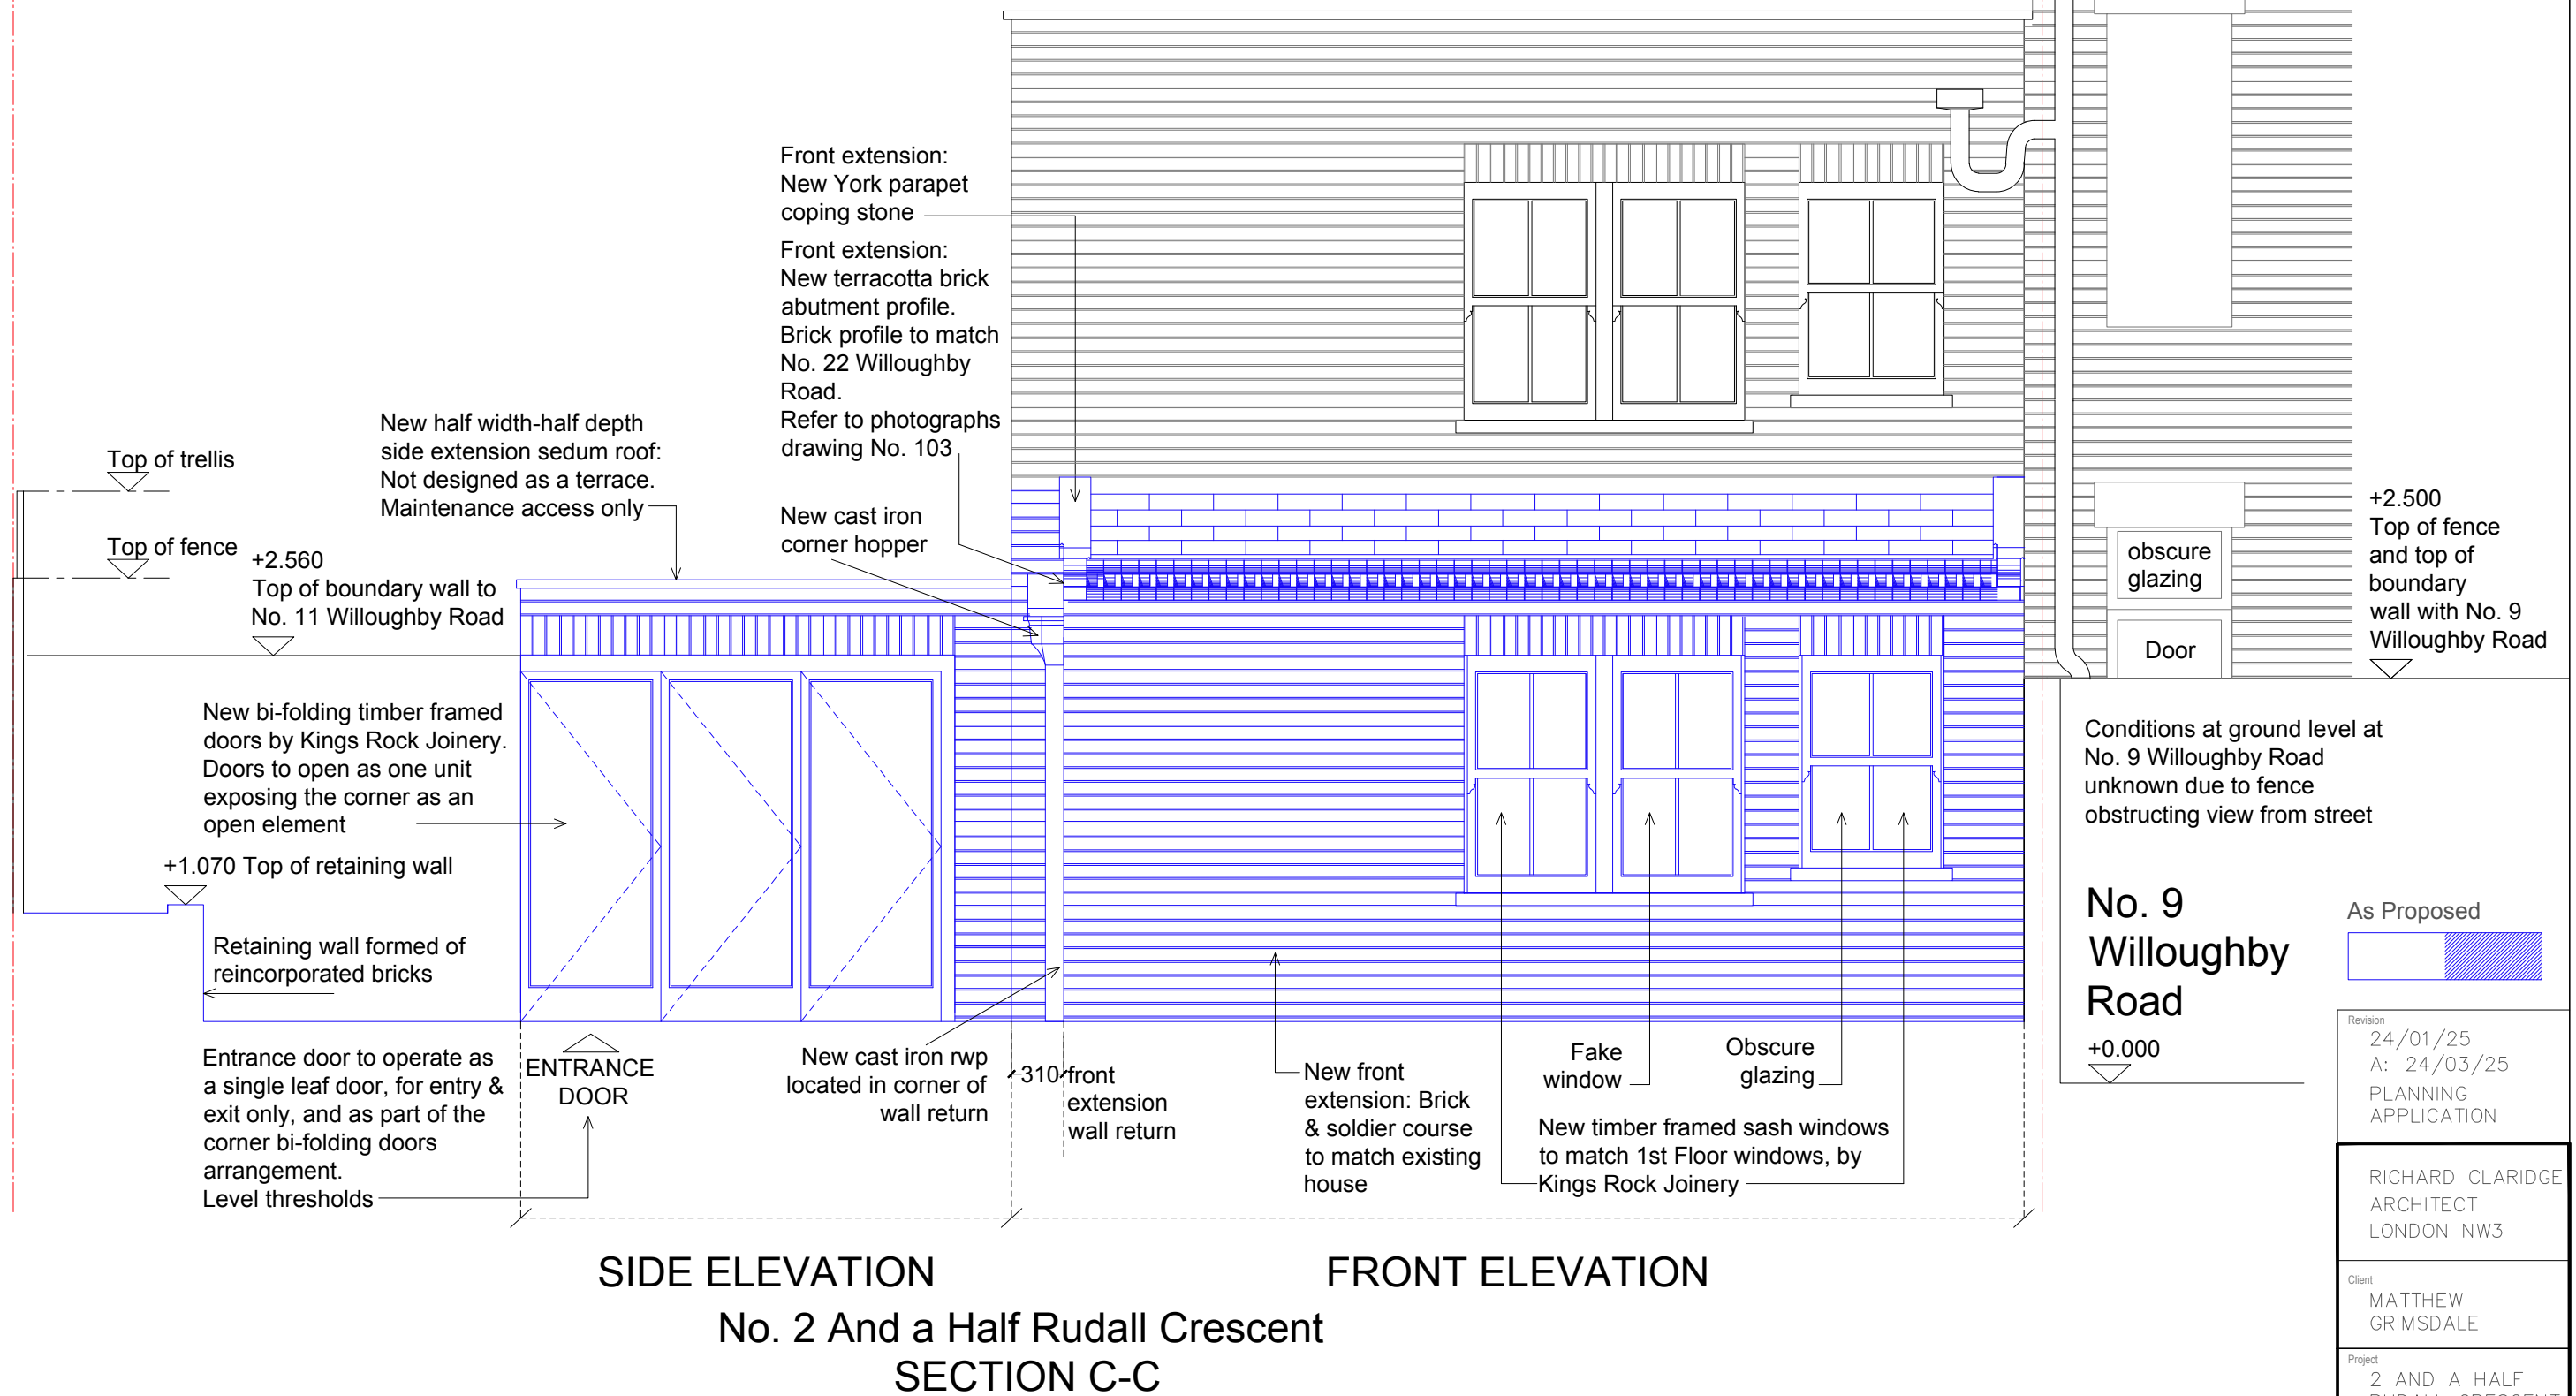 Front extension:
New York parapet
coping stone
Front extension:
New terracotta brick
abutment profile.
Brick profile to match
No. 22 Willoughby
Road.
Refer to photographs
drawing No. 103
New half width-half depth
side extension sedum roof:
Not designed as a terrace.
Maintenance access only
Top of trellis
Top of fence
+2.560
Top of boundary wall to
No. 11 Willoughby Road
New cast iron
corner hopper
obscure
glazing
Door
+2.500
Top of fence
and top of
boundary
wall with No. 9
Willoughby Road
New bi-folding timber framed
doors by Kings Rock Joinery.
Doors to open as one unit
exposing the corner as an
open element
+1.070 Top of retaining wall
Retaining wall formed of
reincorporated bricks
Conditions at ground level at
No. 9 Willoughby Road
unknown due to fence
obstructing view from street
No. 9
Willoughby
Road
+0.000
As Proposed
Entrance door to operate as
a single leaf door, for entry &
exit only, and as part of the
corner bi-folding doors
arrangement.
Level thresholds
ENTRANCE
DOOR
New cast iron rwp
located in corner of
wall return
310
front
extension
wall return
New front
extension: Brick
& soldier course
to match existing
house
Fake
window
Obscure
glazing
New timber framed sash windows
to match 1st Floor windows, by
Kings Rock Joinery
SIDE ELEVATION
FRONT ELEVATION
No. 2 And a Half Rudall Crescent
SECTION C-C
Revision
24/01/25
A: 24/03/25
PLANNING
APPLICATION
RICHARD CLARIDGE
ARCHITECT
LONDON NW3
Client
MATTHEW
GRIMSDALE
Project
2 AND A HALF
RUDALL CRESCENT